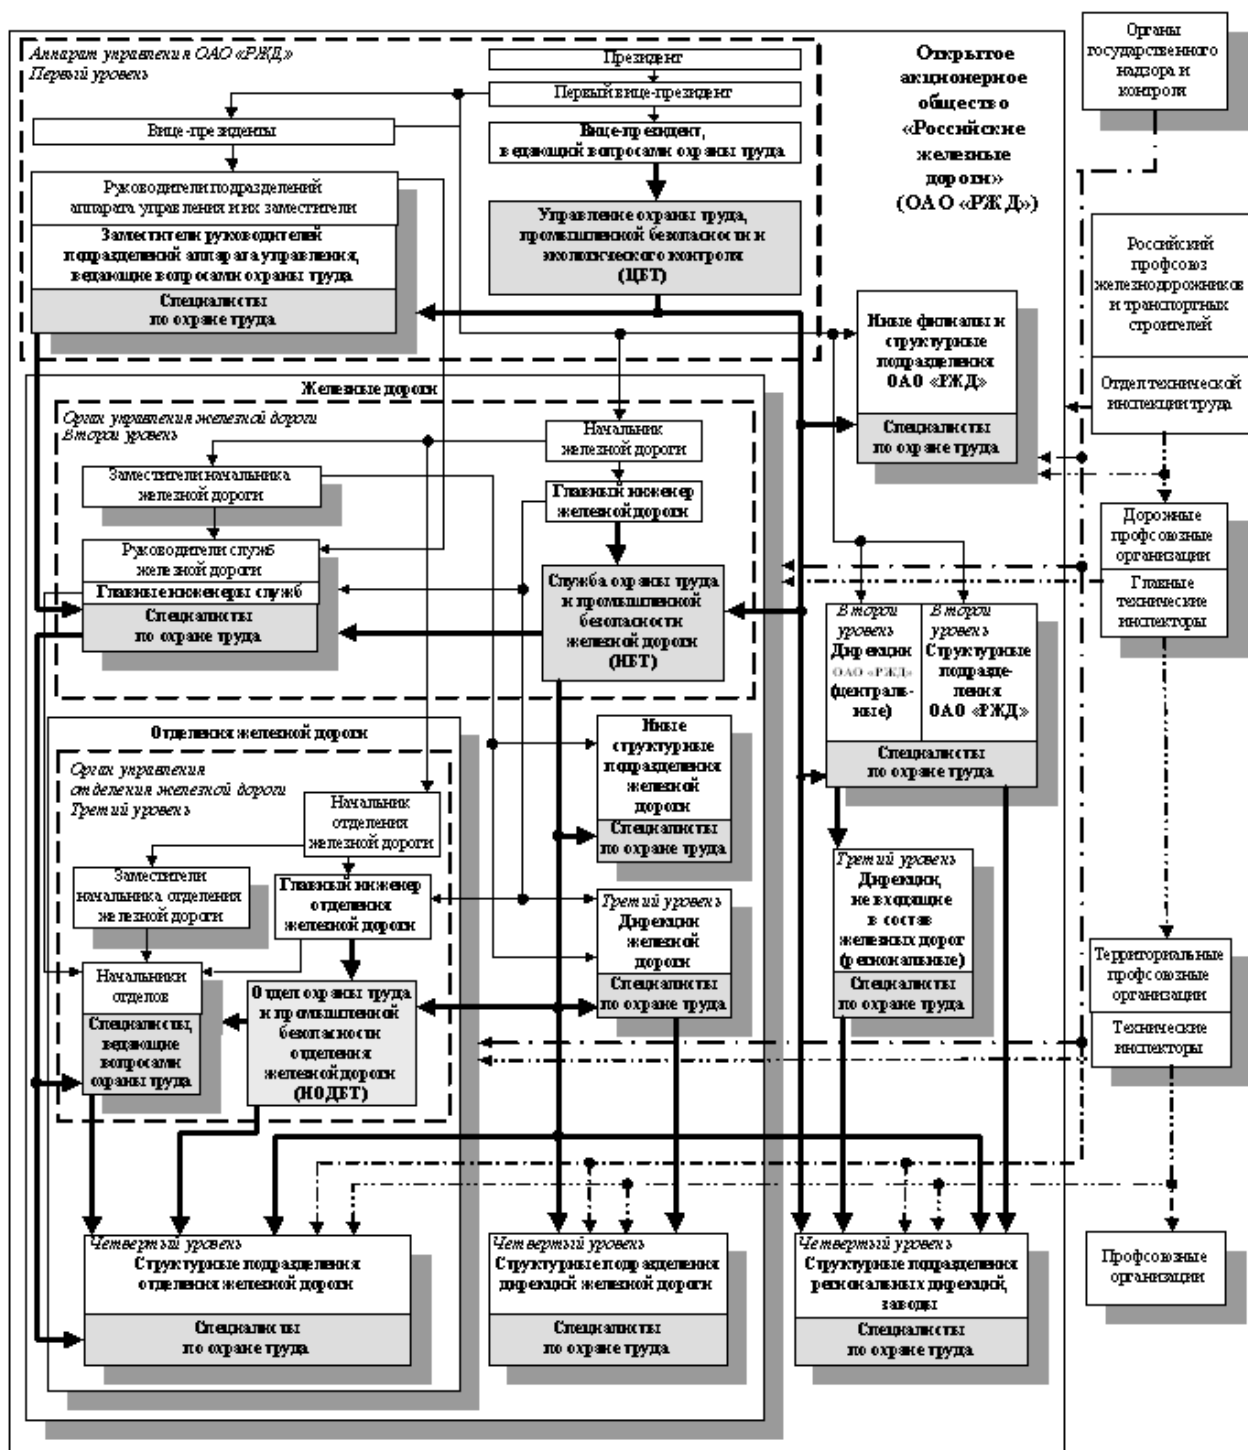 Аппарат управления ОАО «РЖД»
Первый уровень
Президент
Первый вице-президент
Вице-президенты
Вице-президент,
ведающий вопросами охраны труда
Руководители подразделений
аппарата управления и их заместители
Заместители руководителей
подразделений аппарата управления,
ведающие вопросами охраны труда
Специалисты
по охране труда
Управление охраны труда,
промышленной безопасности и
экологического контроля
(ЦБТ)
Открытое
акционерное
общество
«Российские
железные
дороги»
(ОАО «РЖД»)
Органы
государственного
надзора и
контроля
Российский
профсоюз
железнодорожников
и транспортных
строителей
Отдел технической
инспекции труда
Иные филиалы и
структурные
подразделения
ОАО «РЖД»
Специалисты
по охране труда
Железные дороги
Орган управления железной дороги
Второй уровень
Начальник
железной дороги
Заместители начальника
железной дороги
Главный инженер
железной дороги
Руководители служб
железной дороги
Главные инженеры служб
Специалисты
по охране труда
Служба охраны труда
и промышленной
безопасности
железной дороги
(НБТ)
Дорожные
профсоюзные
организации
Главные
технические
инспекторы
Второй
уровень
Дирекции
ОАО «РЖД»
(централь-
ные)
Второй
уровень
Структурные
подразде-
ления
ОАО «РЖД»
Специалисты
по охране труда
Отделения железной дороги
Орган управления
отделения железной дороги
Третий уровень
Начальник
отделения
железной дороги
Заместители
начальника отделения
железной дороги
Главный инженер
отделения
железной дороги
Начальники
отделов
Специалисты,
ведающие
вопросами
охраны труда
Отдел охраны труда
и промышленной
безопасности
отделения
железной дороги
(НОДБТ)
Иные
структурные
подразделения
железной
дороги
Специалисты
по охране труда
Третий уровень
Дирекции
железной
дороги
Специалисты
по охране труда
Третий уровень
Дирекции,
не входящие
в состав
железных дорог
(региональные)
Специалисты
по охране труда
Территориальные
профсоюзные
организации
Технические
инспекторы
Четвертый уровень
Структурные подразделения
отделения железной дороги
Специалисты
по охране труда
Четвертый уровень
Структурные подразделения
дирекций железной дороги
Специалисты
по охране труда
Четвертый уровень
Структурные подразделения
региональных дирекций,
заводы
Специалисты
по охране труда
Профсоюзные
организации